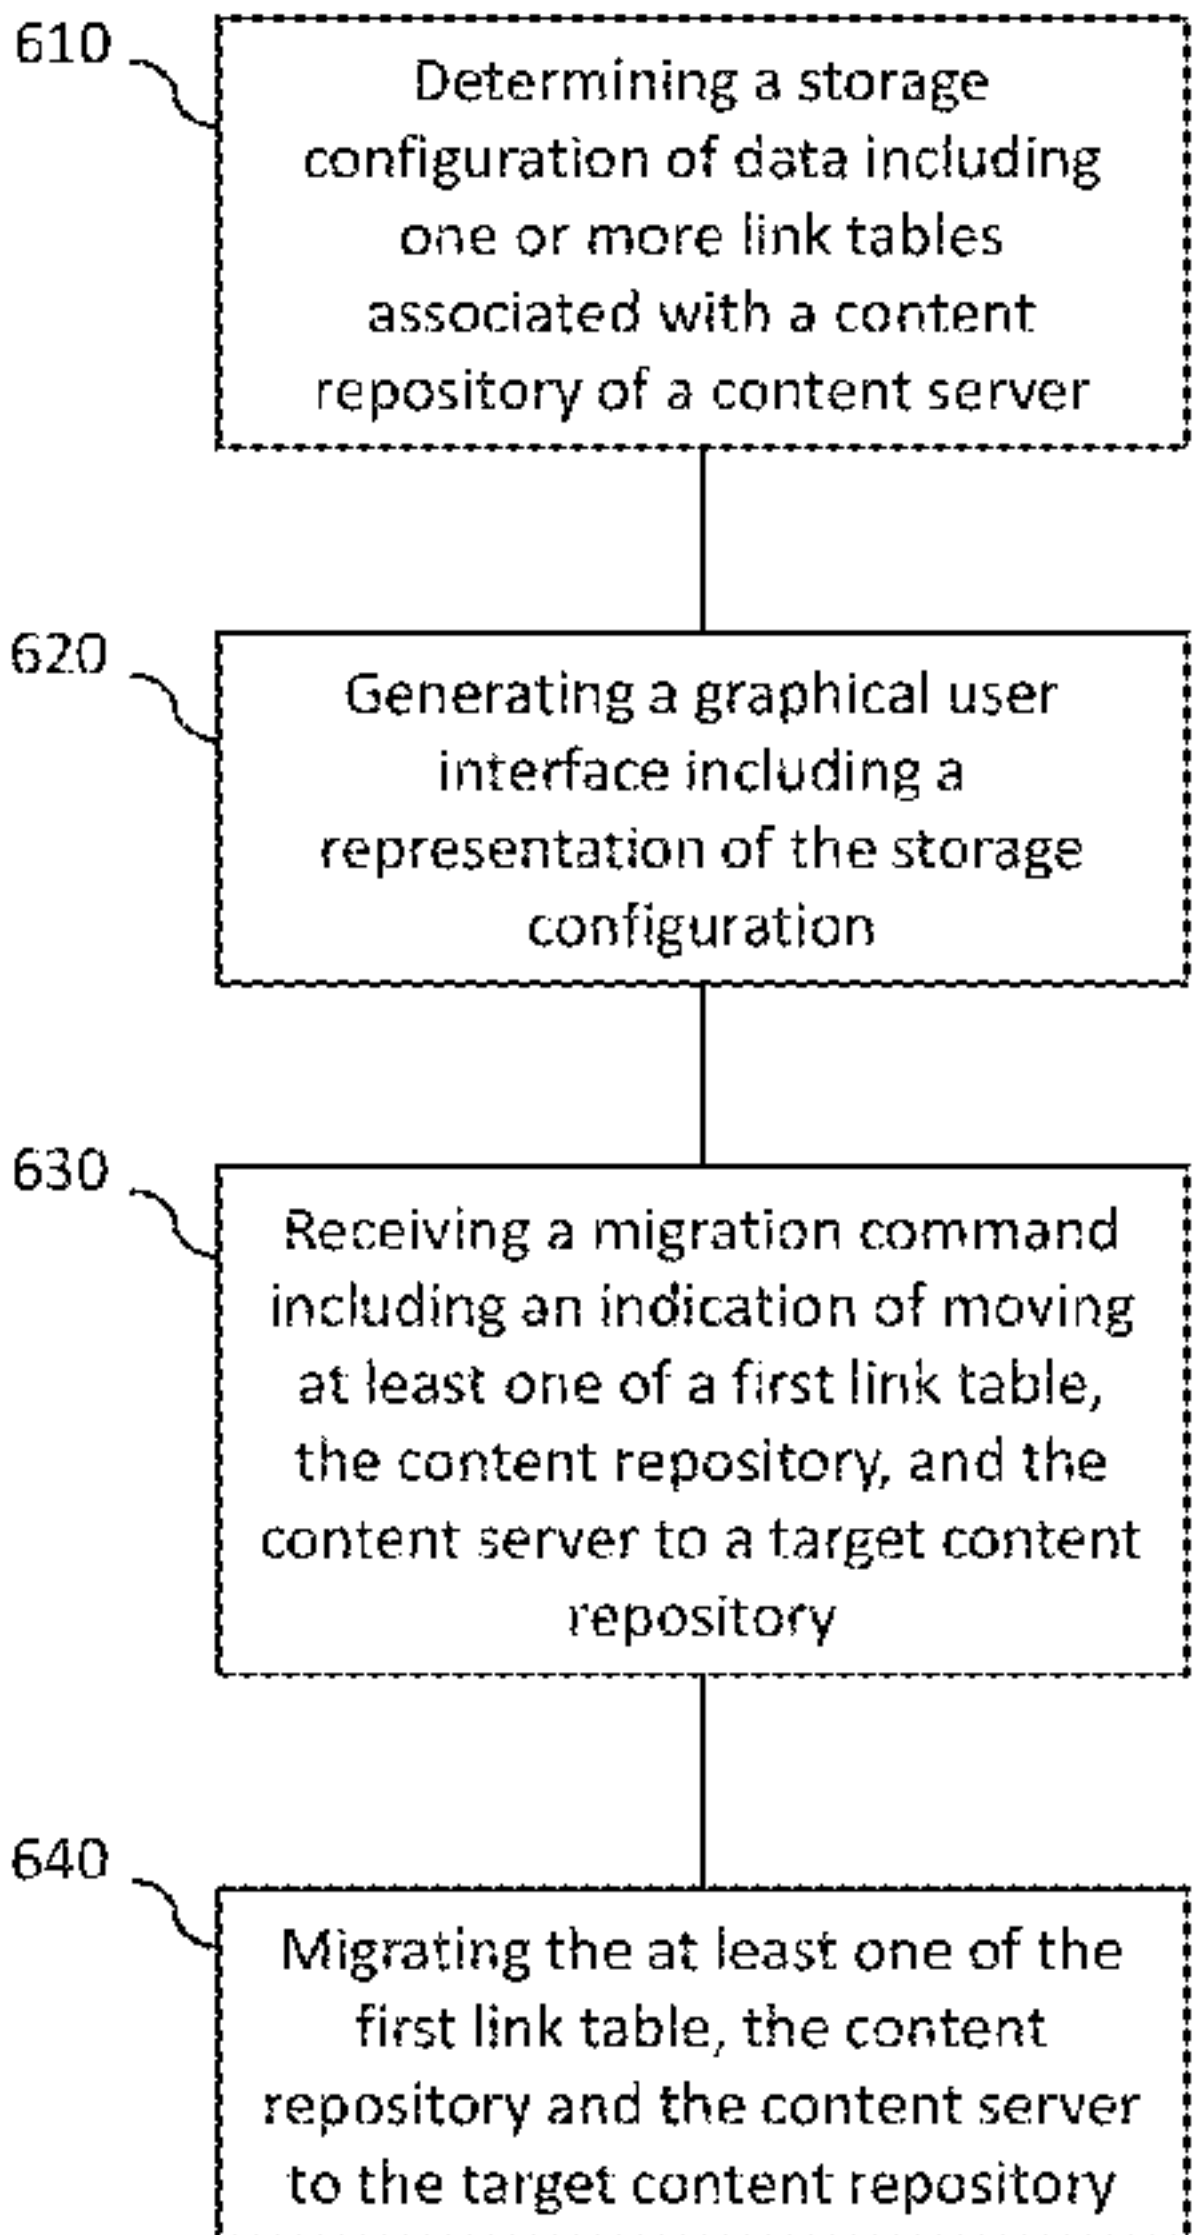 610
Determining a storage
configuration of data including
one or more link tables
associated with a content
repository of a content server
620
Generating a graphical user
interface including a
representation of the storage
configuration
630
Receiving a migration command
including an indication of moving
at least one of a first link table,
the content repository, and the
content server to a target content
repository
640
Migrating the at least one of the
first link table, the content
repository and the content server
to the target content repository